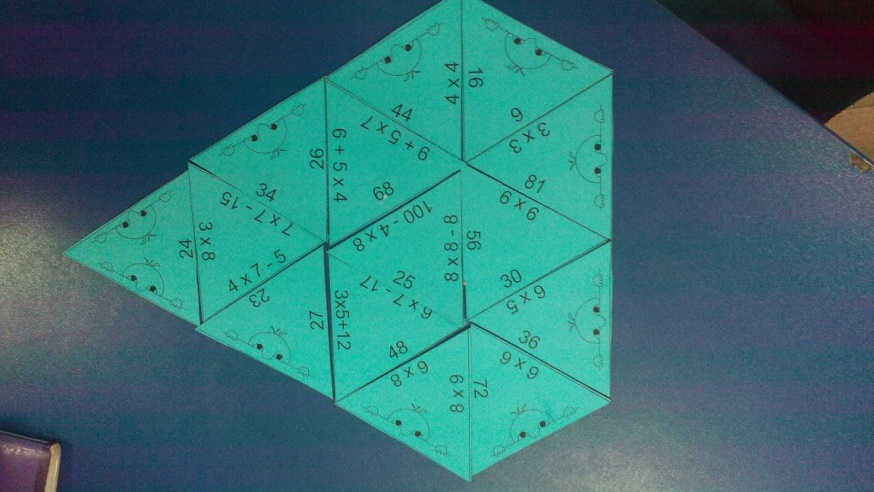 4 x 4
16
44
9 + 5 x 7
9
3 x 3
26
6 + 5 x 4
68
100 - 4 x 8
81
9 x 9
34
7 x 7 - 15
24
3 x 8
4 x 7 - 5
23
8 x 8 - 8
56
25
6 x 7 - 17
30
6 x 5
27
3x5+12
48
6 x 8
36
6 x 6
9 x 8
72